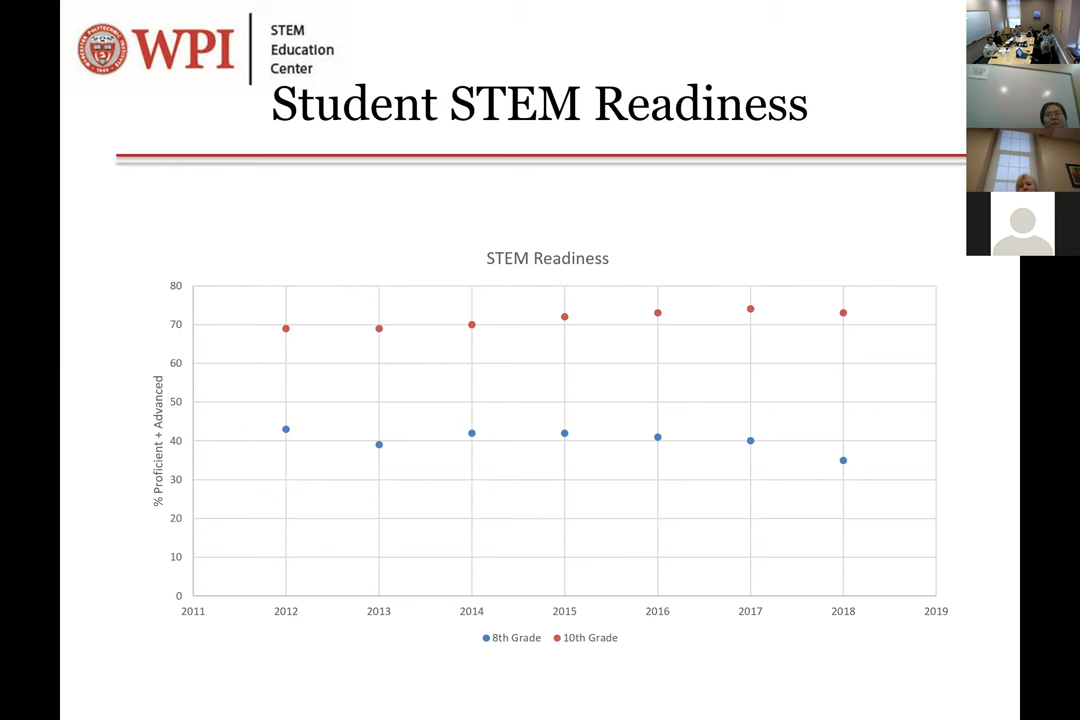 WPI
STEM
Education
Center
Student STEM Readiness
STEM Readiness
% Proficient + Advanced
80
70
60
50
40
30
20
10
0
2011 2012 2013 2014 2015 2016 2017 2018 2019
8th Grade 10th Grade